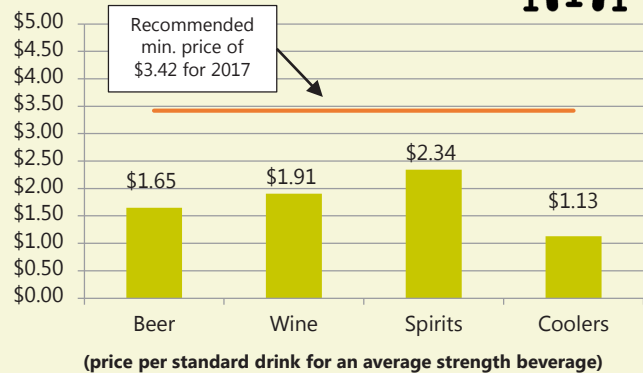 $5.00
$4.50
$4.00
$3.50
$3.00
$2.50
$2.00
$1.50
$1.00
$0.50
$0.00
Recommended
min. price of
$3.42 for 2017
$1.65
$1.91
$2.34
$1.13
Beer
Wine
Spirits
Coolers
(price per standard drink for an average strength beverage)